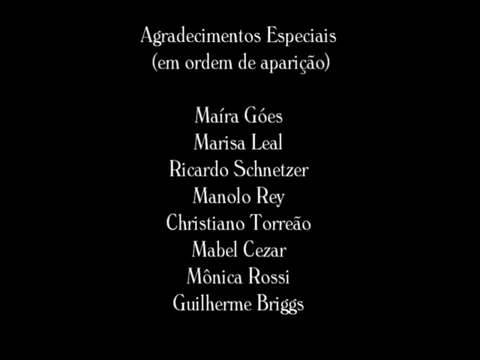 Agradecimentos Especiais
(em ordem de aparição)
Maíra Góes
Marisa Leal
Ricardo Schnetzer
Manolo Rey
Christiano Torreão
Mabel Cezar
Mônica Rossi
Guilherme Briggs